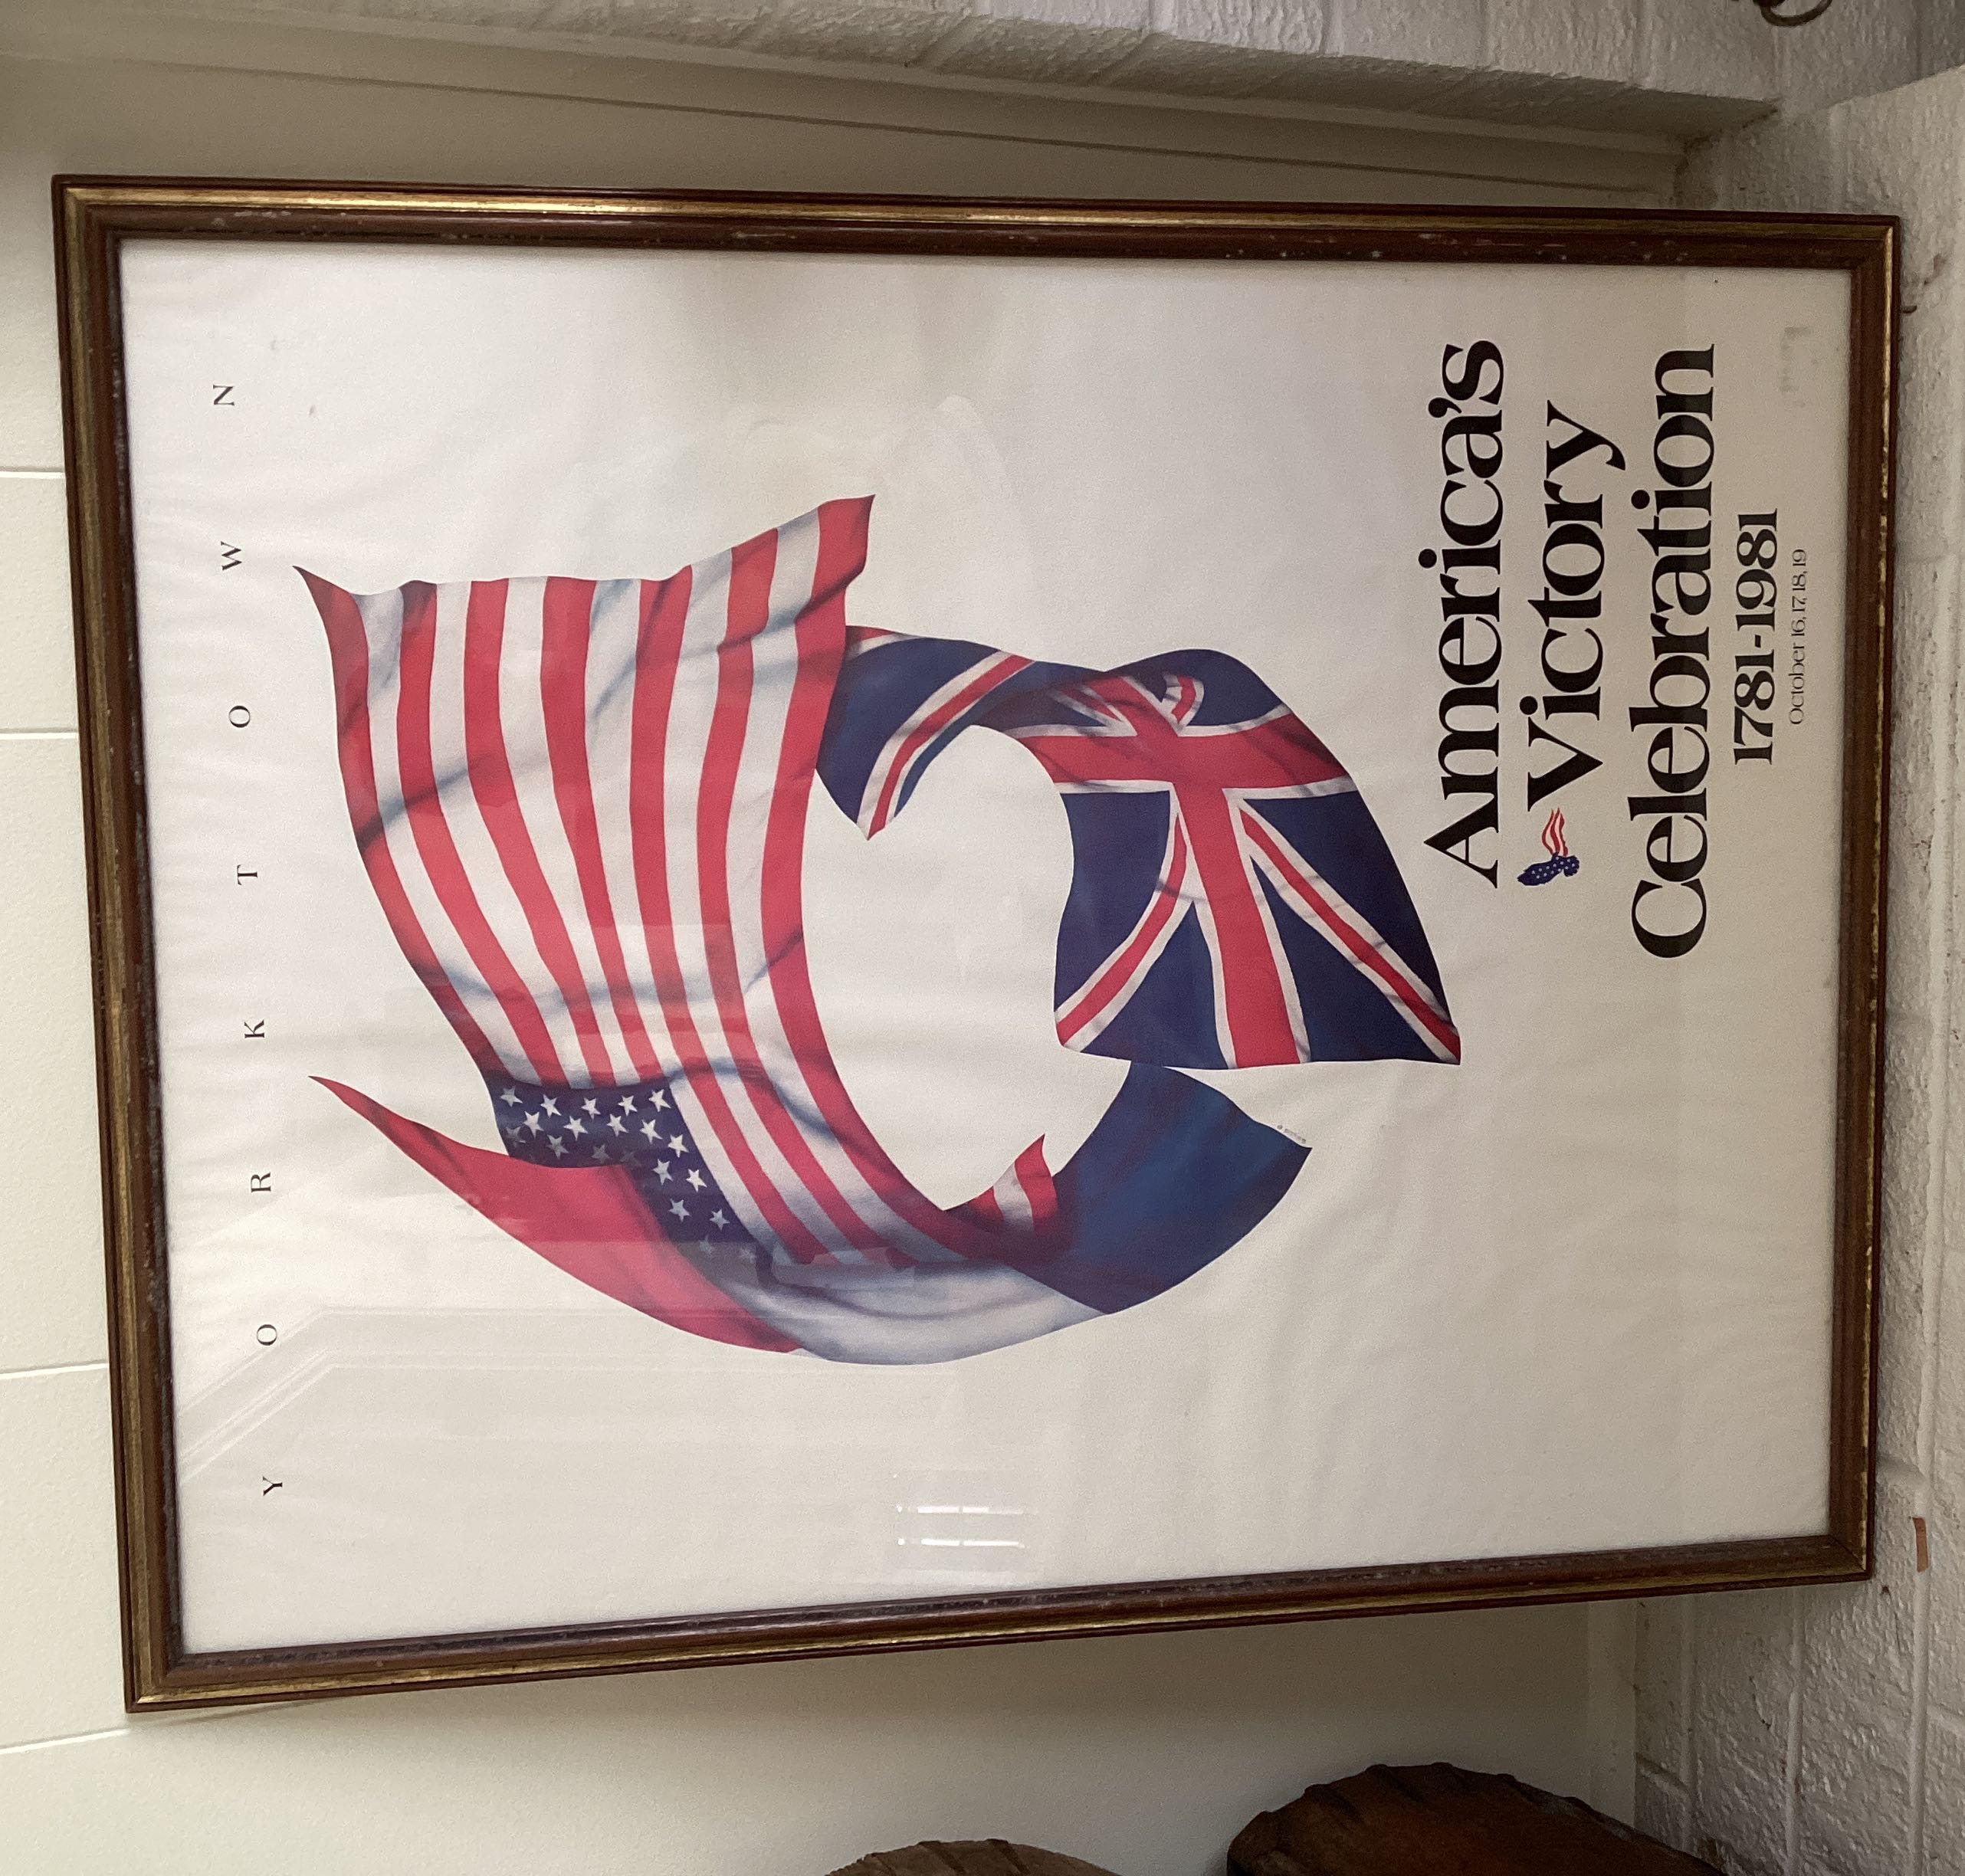 YORKTOWN
America's
Victory
Celebration
1781-1981
October 16, 17, 18, 19